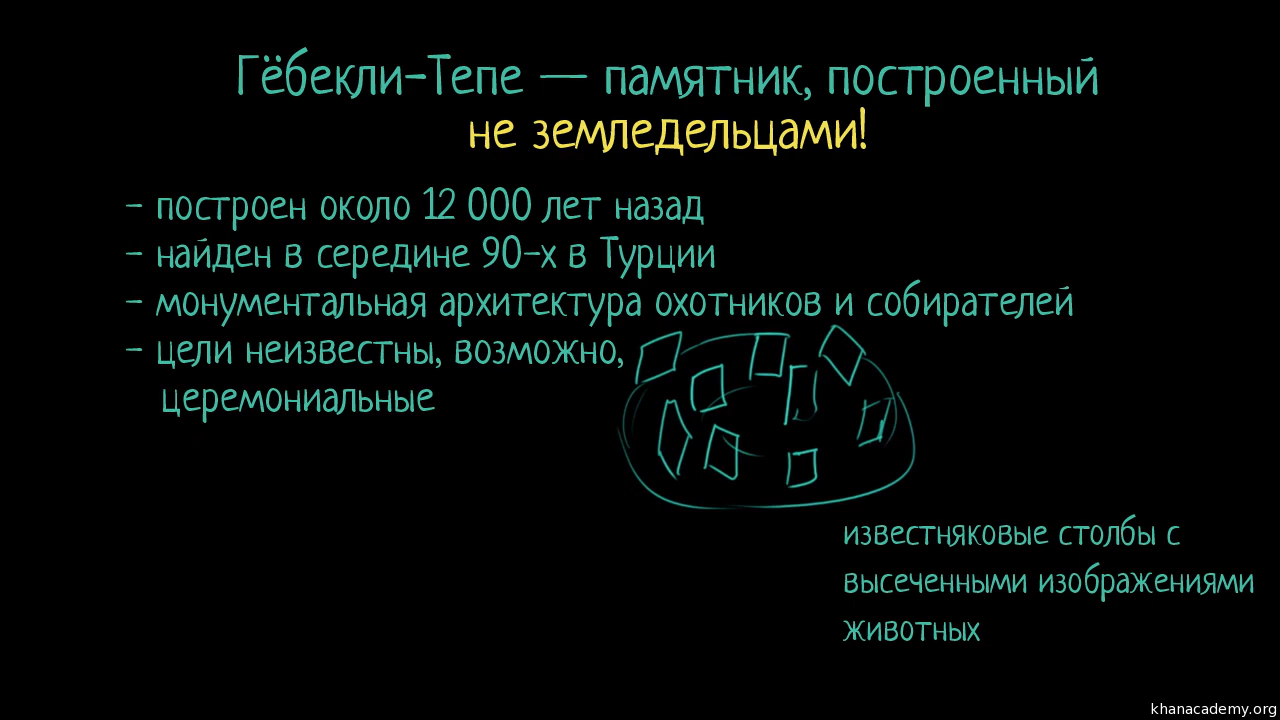 Гёбекли-Тепе — памятник, построенный
не земледельцами!
- построен около 12 000 лет назад
- найден в середине 90-х в Турции
- монументальная архитектура охотников и собирателей
- цели неизвестны, возможно,
церемониальные
известняковые столбы с
высеченными изображениями
животных
khanacademy.org